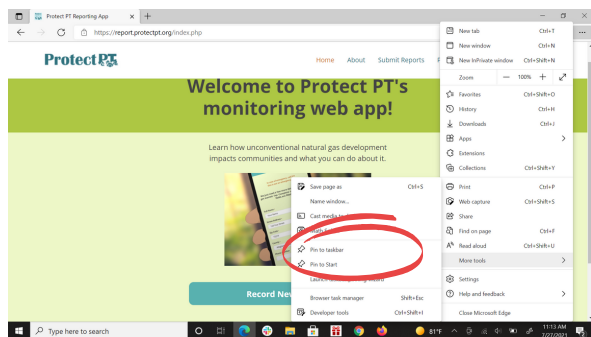 Protect PT Reporting App
https://report.protectpt.org/index.php
Protect PT
Home About Submit Reports
Welcome to Protect PT's
monitoring web app!
Learn how unconventional natural gas development
impacts communities and what you can do about it.
Record New
New tab Ctrl+T
New window Ctrl+N
New InPrivate window Ctrl+Shift+N
Zoom 100%
Favorites Ctrl+Shift+O
History Ctrl+H
Downloads Ctrl+J
Apps
Extensions
Collections Ctrl+Shift+Y
Print Ctrl+P
Web capture Ctrl+Shift+S
Share
Find on page Ctrl+F
Read aloud Ctrl+Shift+U
More tools
Settings
Help and feedback
Close Microsoft Edge
Save page as Ctrl+S
Name window...
Cast media to
Math
Pin to taskbar
Pin to Start
Launch
Browser task manager Shift+Esc
Developer tools Ctrl+Shift+I
Type here to search
81°F
11:13 AM
7/27/2021